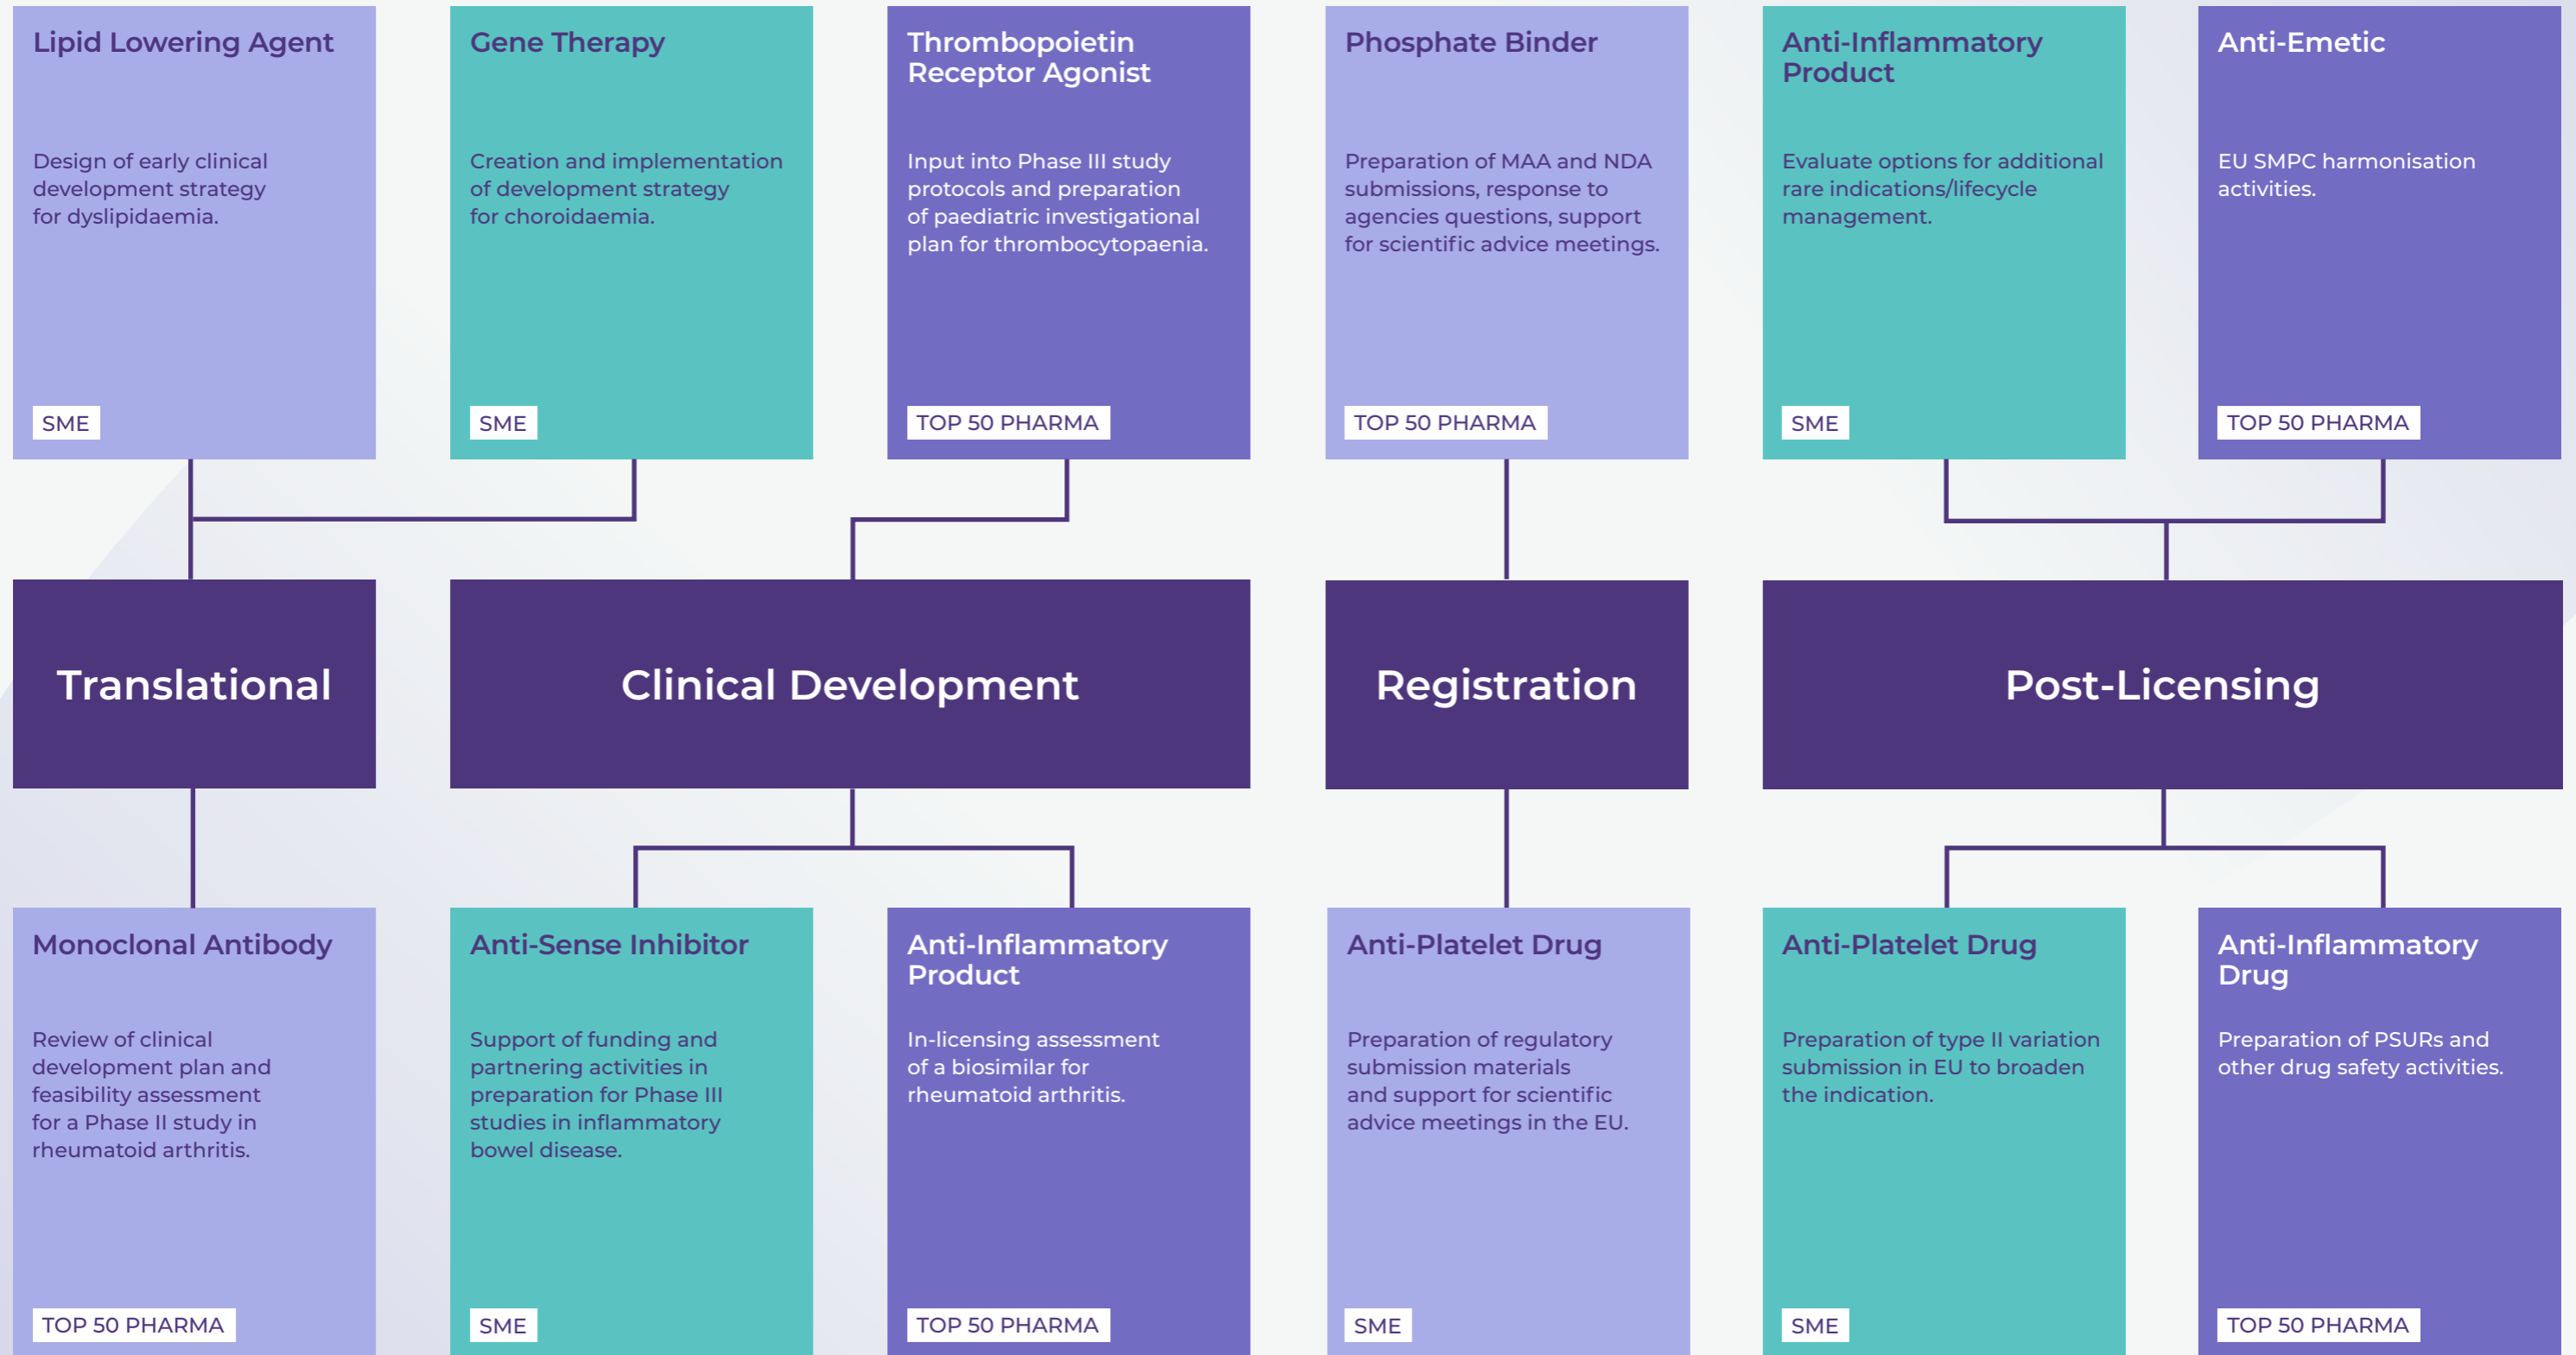 Lipid Lowering Agent
Design of early clinical
development strategy
for dyslipidaemia.
SME
Gene Therapy
Creation and implementation
of development strategy
for choroidaemia.
SME
Thrombopoietin
Receptor Agonist
Input into Phase III study
protocols and preparation
of paediatric investigational
plan for thrombocytopaenia.
TOP 50 PHARMA
Phosphate Binder
Preparation of MAA and NDA
submissions, response to
agencies questions, support
for scientific advice meetings.
TOP 50 PHARMA
Anti-Inflammatory
Product
Evaluate options for additional
rare indications/lifecycle
management.
SME
Anti-Emetic
EU SMPC harmonisation
activities.
TOP 50 PHARMA
Translational
Clinical Development
Registration
Post-Licensing
Monoclonal Antibody
Review of clinical
development plan and
feasibility assessment
for a Phase II study in
rheumatoid arthritis.
TOP 50 PHARMA
Anti-Sense Inhibitor
Support of funding and
partnering activities in
preparation for Phase III
studies in inflammatory
bowel disease.
SME
Anti-Inflammatory
Product
In-licensing assessment
of a biosimilar for
rheumatoid arthritis.
TOP 50 PHARMA
Anti-Platelet Drug
Preparation of regulatory
submission materials
and support for scientific
advice meetings in the EU.
SME
Anti-Platelet Drug
Preparation of type II variation
submission in EU to broaden
the indication.
SME
Anti-Inflammatory
Drug
Preparation of PSURs and
other drug safety activities.
TOP 50 PHARMA